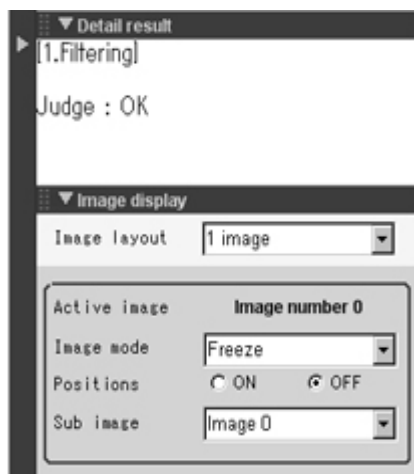 Detail result
[1.Filtering]
Judge : OK
Image display
Image layout 1 image
Active image Image number 0
Image mode Freeze
Positions ON OFF
Sub image Image 0